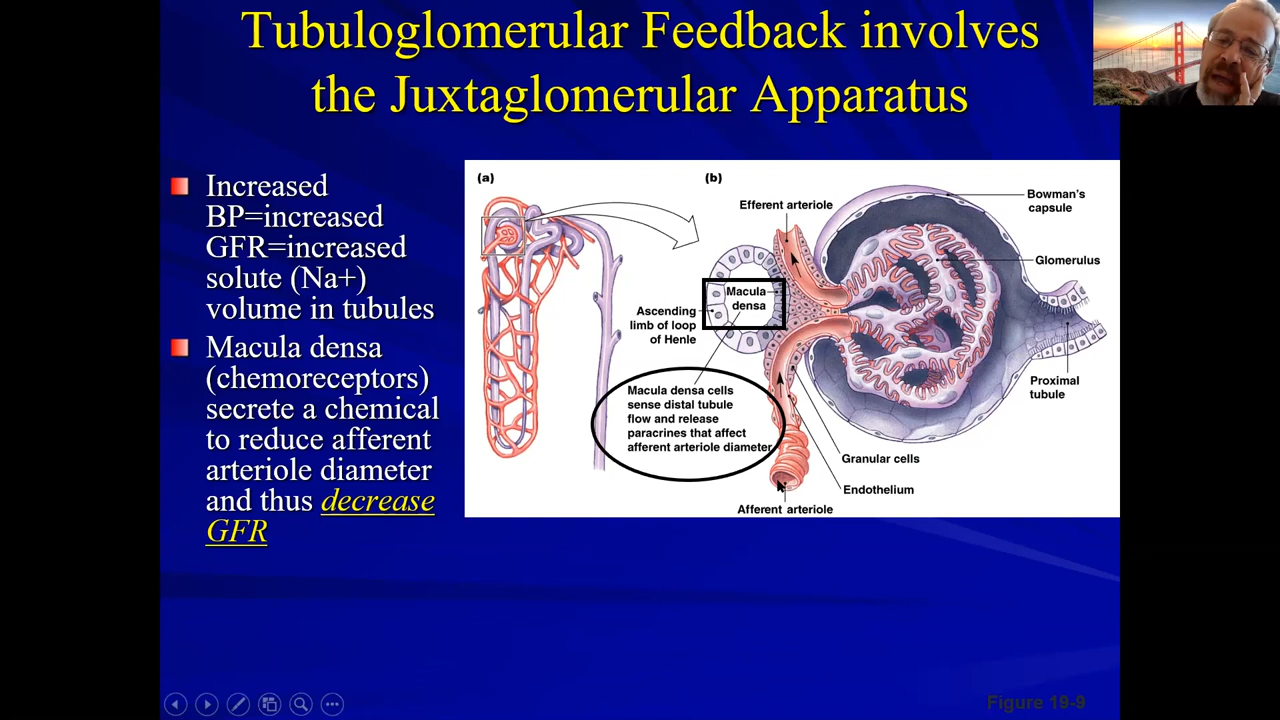 Tubuloglomerular Feedback involves
the Juxtaglomerular Apparatus
Increased
BP=increased
GFR=increased
solute (Na+)
volume in tubules
Macula densa
(chemoreceptors)
secrete a chemical
to reduce afferent
arteriole diameter
and thus decrease
GFR
(a)
(b)
Efferent arteriole
Bowman's
capsule
Glomerulus
Macula
densa
Ascending
limb of loop
of Henle
Macula densa cells
sense distal tubule
flow and release
paracrines that affect
afferent arteriole diameter
Proximal
tubule
Granular cells
Endothelium
Afferent arteriole
Figure 19-9